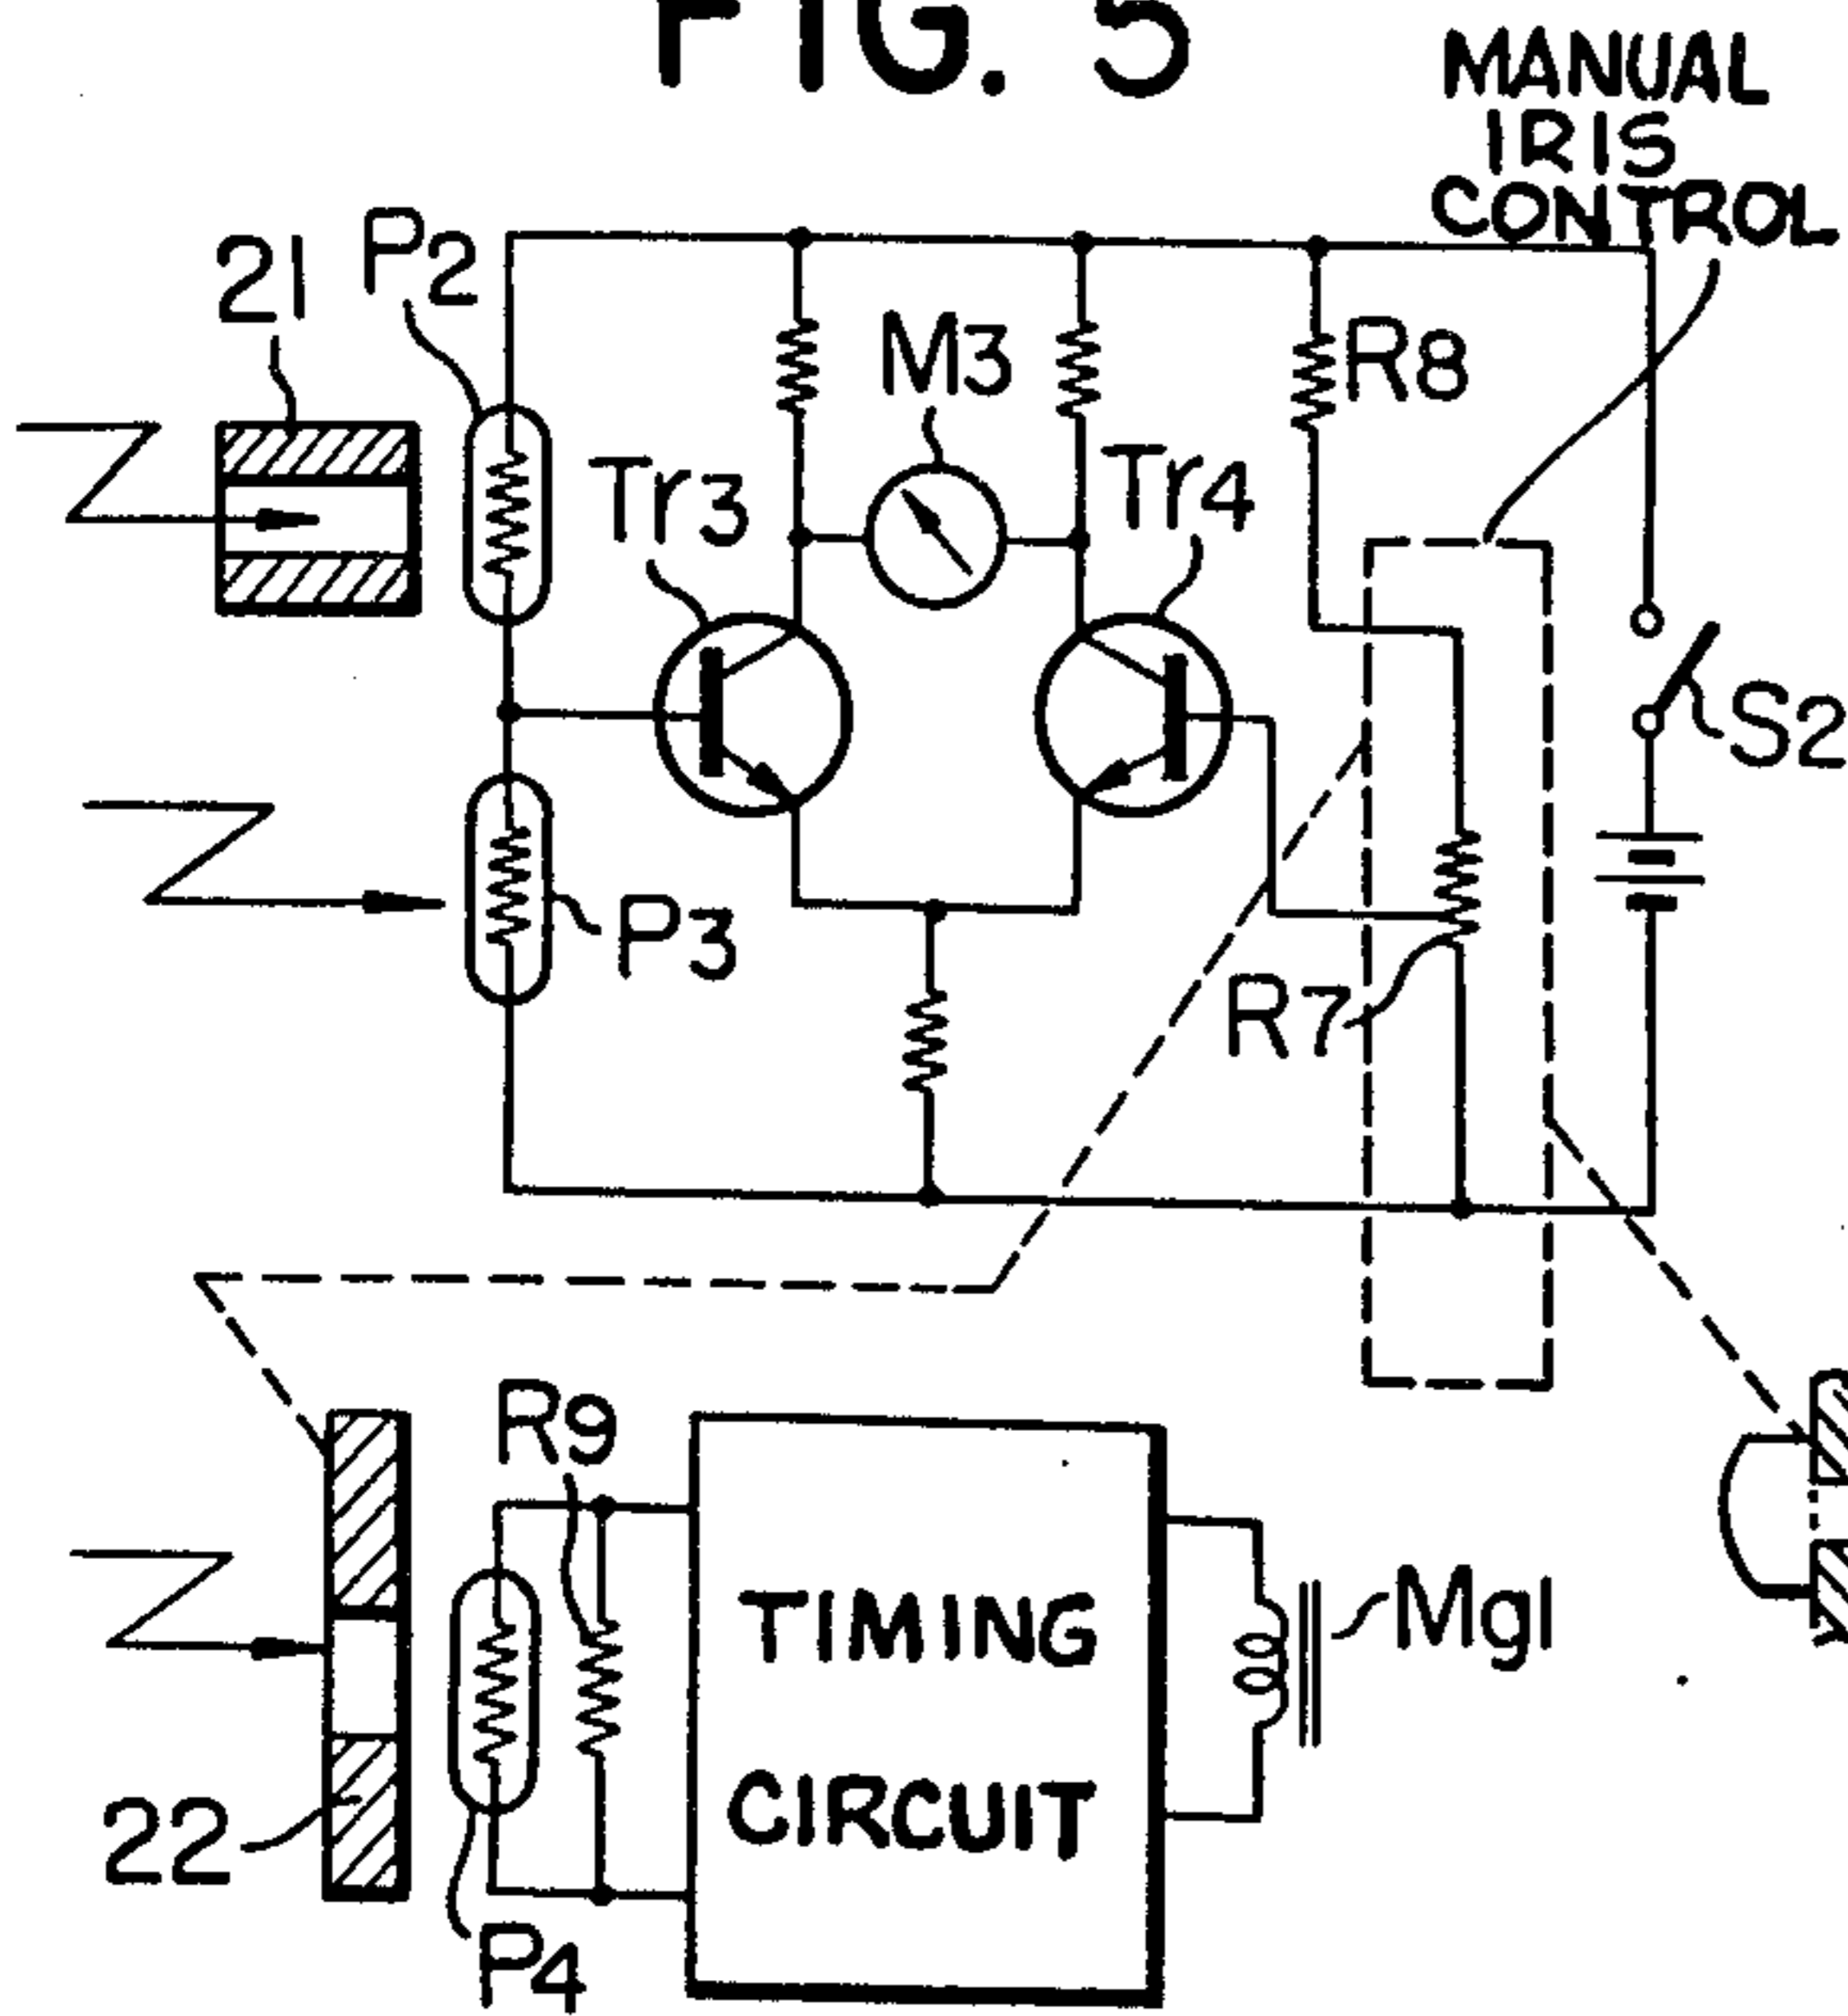 FIG. 5
MANUAL
IRIS
CONTROL
21
P2
M3
R8
Tr3
Tr4
S2
P3
R7
R9
TIMING
CIRCUIT
Mg1
22
P4